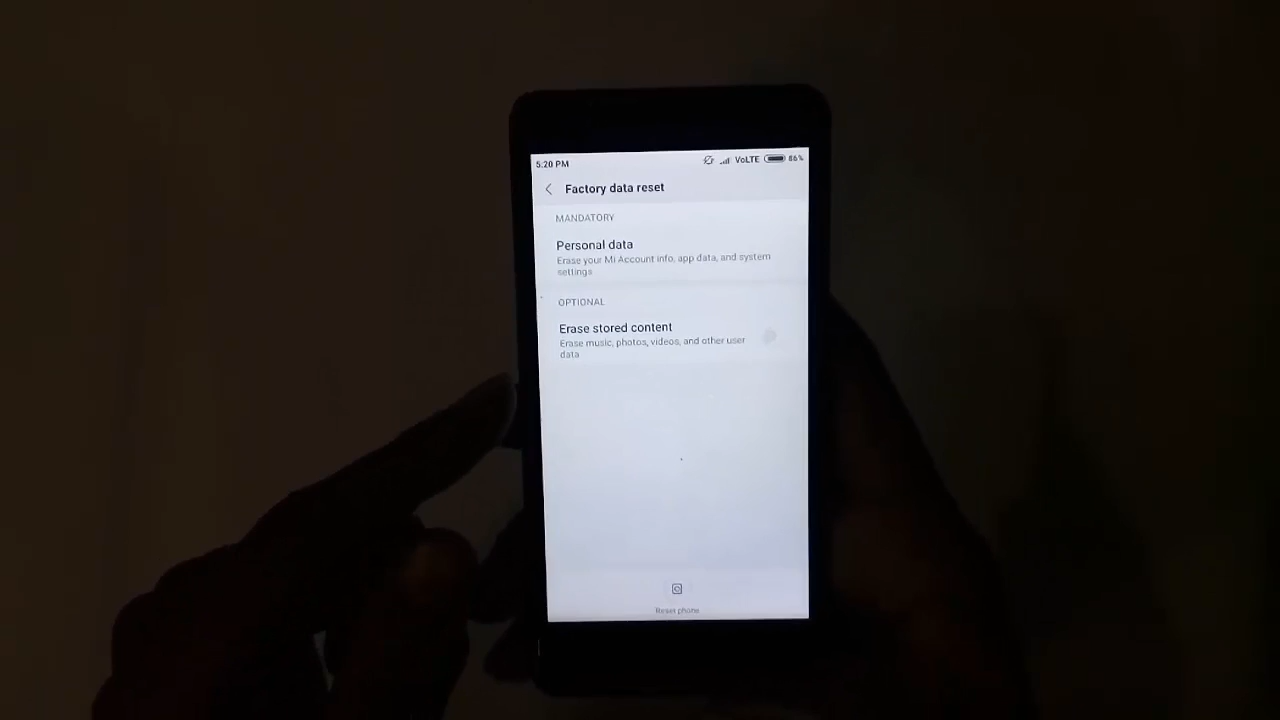 5:20 PM VoLTE 86%
Factory data reset
MANDATORY
Personal data
Erase your Mi Account info, app data, and system
settings
OPTIONAL
Erase stored content
Erase music, photos, videos, and other user
data
Reset phone